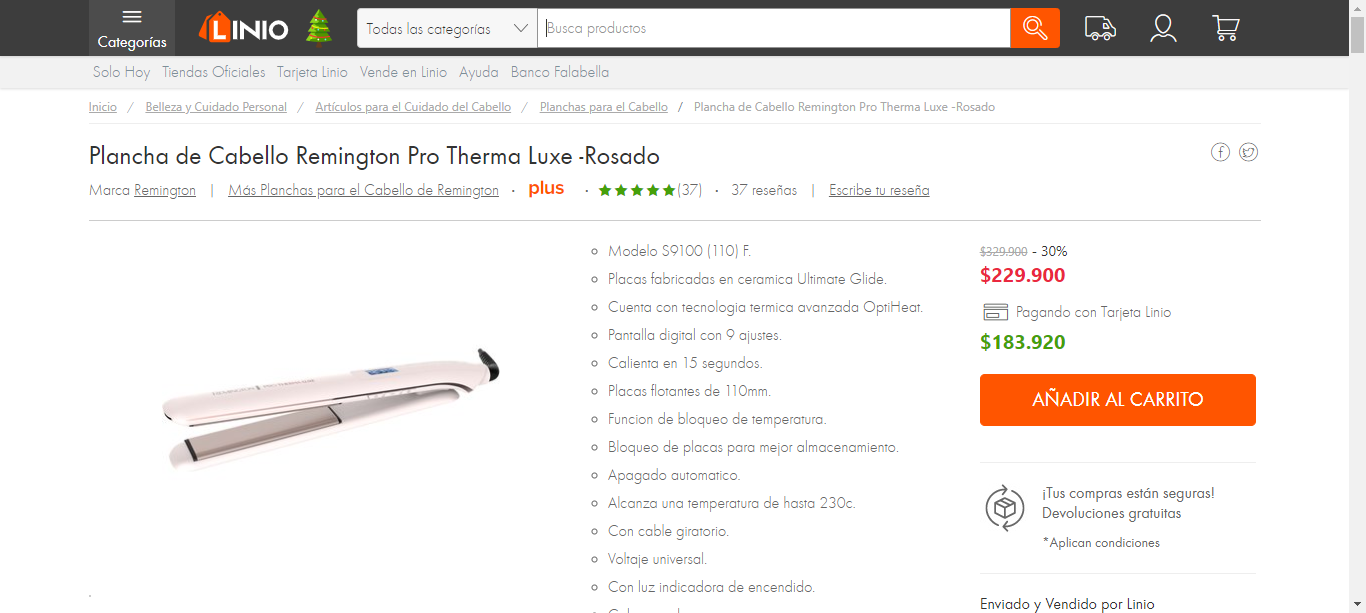 Categorías
LINIO
Todas las categorías
Busca productos
Solo Hoy Tiendas Oficiales Tarjeta Linio Vende en Linio Ayuda Banco Falabella
Inicio / Belleza y Cuidado Personal / Artículos para el Cuidado del Cabello / Planchas para el Cabello / Plancha de Cabello Remington Pro Therma Luxe -Rosado
Plancha de Cabello Remington Pro Therma Luxe -Rosado
Marca Remington | Más Planchas para el Cabello de Remington · plus · (37) · 37 reseñas | Escribe tu reseña
Modelo S9100 (110) F.
Placas fabricadas en ceramica Ultimate Glide.
Cuenta con tecnologia termica avanzada OptiHeat.
Pantalla digital con 9 ajustes.
Calienta en 15 segundos.
Placas flotantes de 110mm.
Funcion de bloqueo de temperatura.
Bloqueo de placas para mejor almacenamiento.
Apagado automatico.
Alcanza una temperatura de hasta 230c.
Con cable giratorio.
Voltaje universal.
Con luz indicadora de encendido.
$329.900 - 30%
$229.900
Pagando con Tarjeta Linio
$183.920
AÑADIR AL CARRITO
¡Tus compras están seguras!
Devoluciones gratuitas
*Aplican condiciones
Enviado y Vendido por Linio